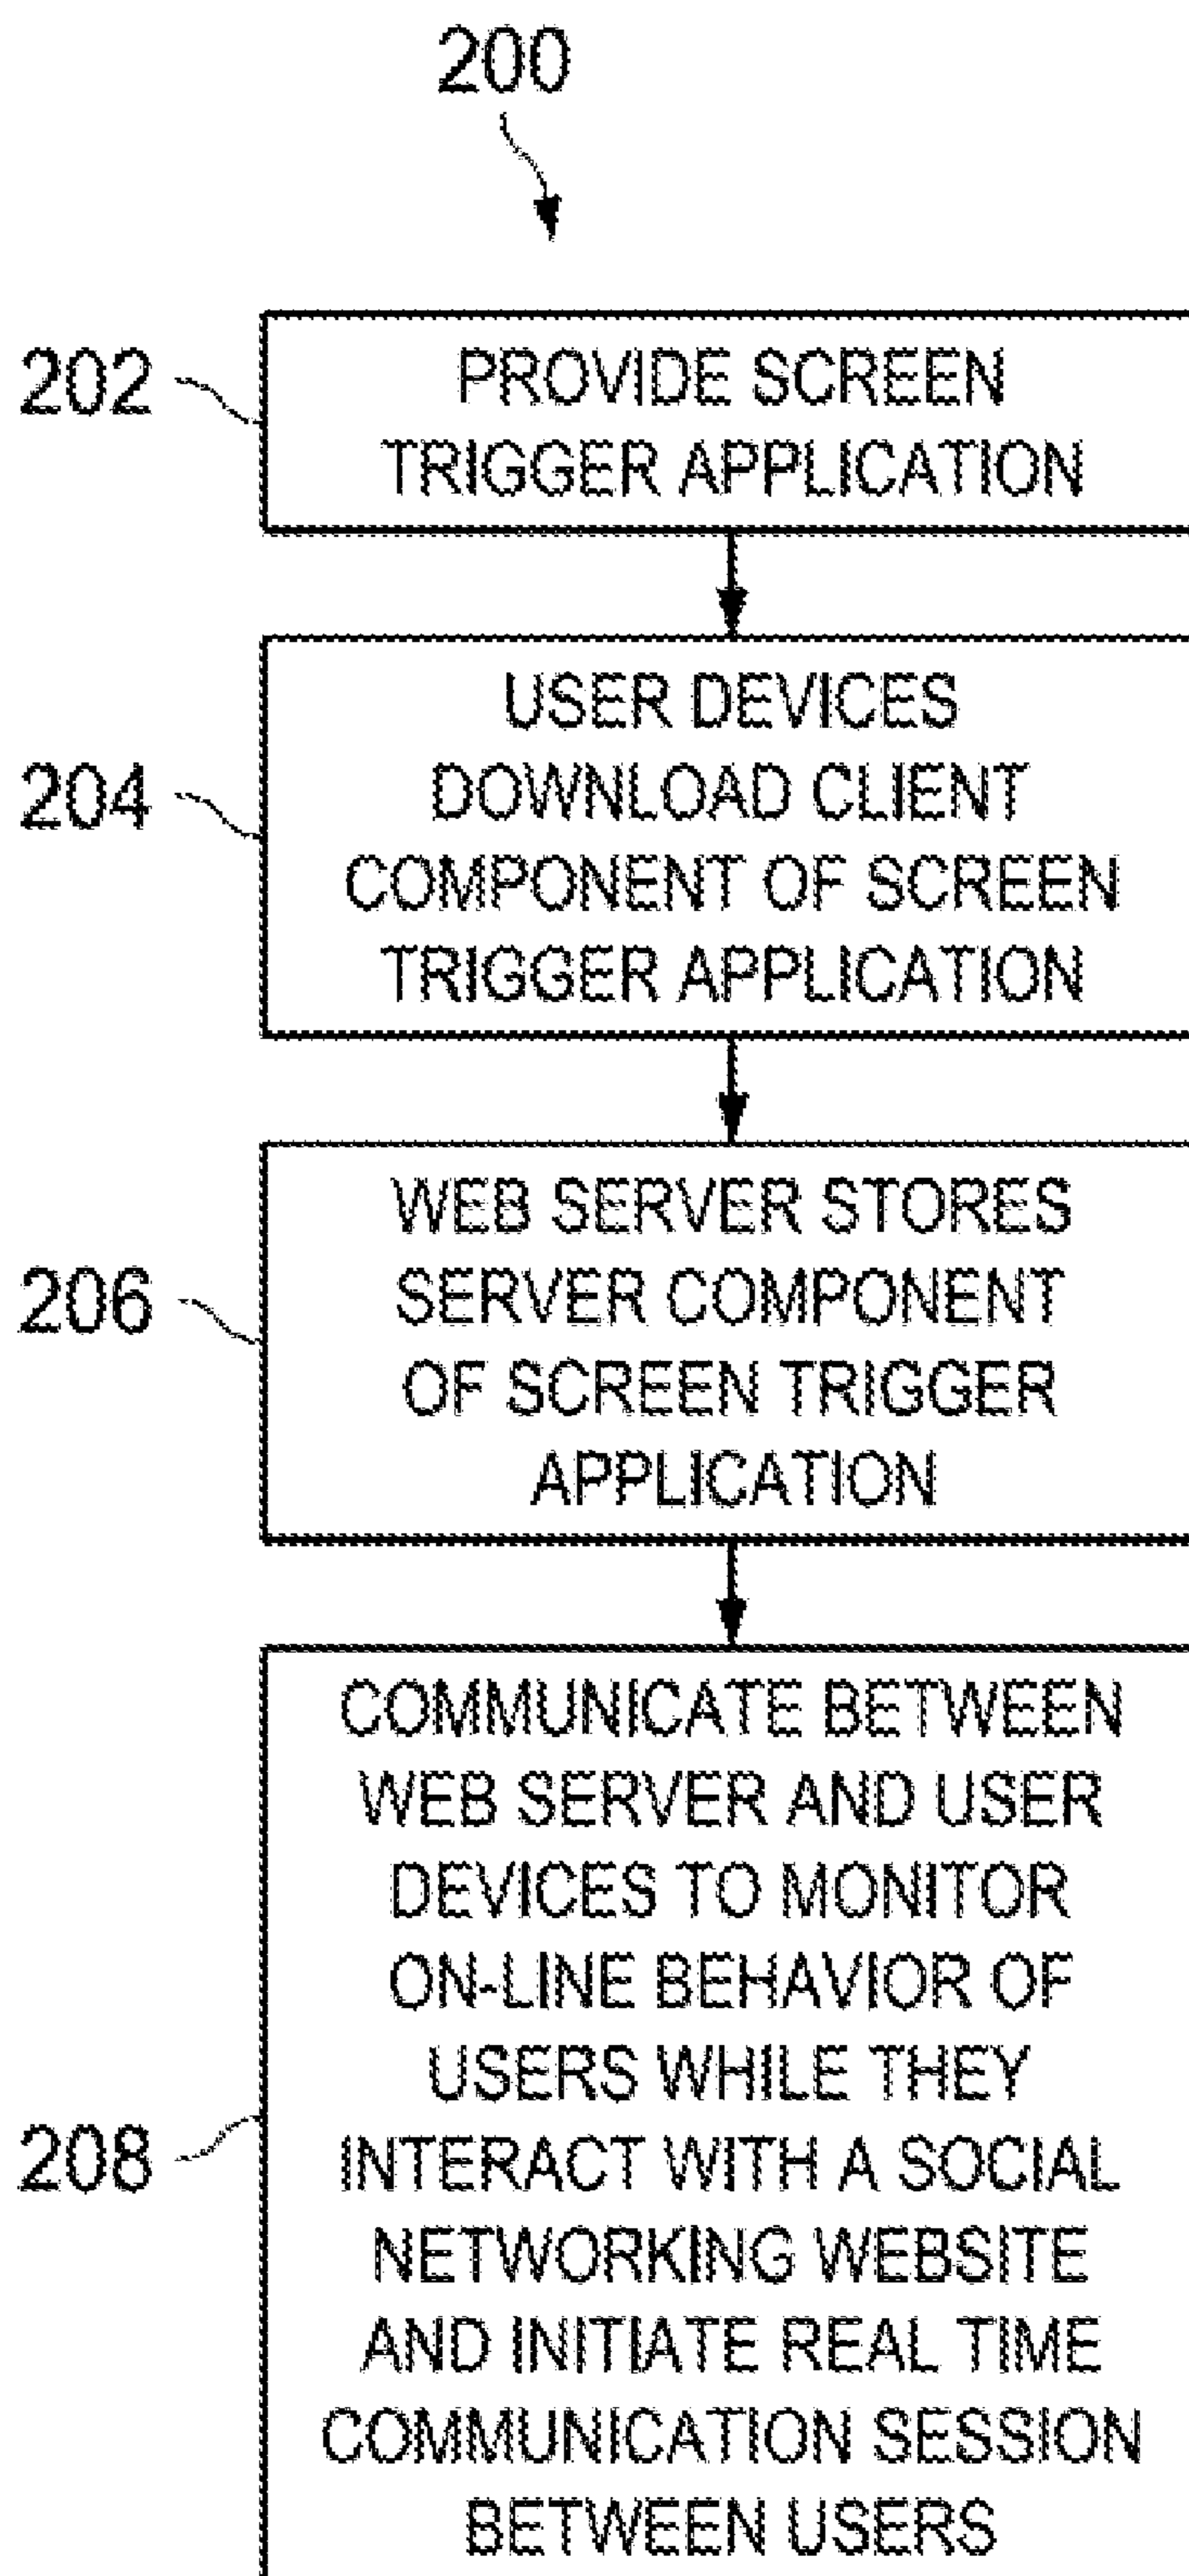 200
202
PROVIDE SCREEN
TRIGGER APPLICATION
204
USER DEVICES
DOWNLOAD CLIENT
COMPONENT OF SCREEN
TRIGGER APPLICATION
206
WEB SERVER STORES
SERVER COMPONENT
OF SCREEN TRIGGER
APPLICATION
208
COMMUNICATE BETWEEN
WEB SERVER AND USER
DEVICES TO MONITOR
ON-LINE BEHAVIOR OF
USERS WHILE THEY
INTERACT WITH A SOCIAL
NETWORKING WEBSITE
AND INITIATE REAL TIME
COMMUNICATION SESSION
BETWEEN USERS